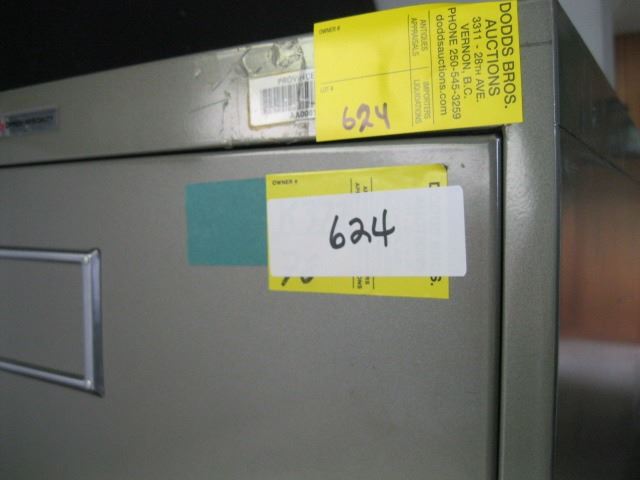 OWNER #
LOT #
624
ANTIQUES
APPRAISALS
IMPORTERS
LIQUIDATIONS
DODDS BROS.
AUCTIONS
3311 - 28TH AVE.
VERNON, B.C.
PHONE 250-545-3259
doddsauctions.com
OWNER #
624